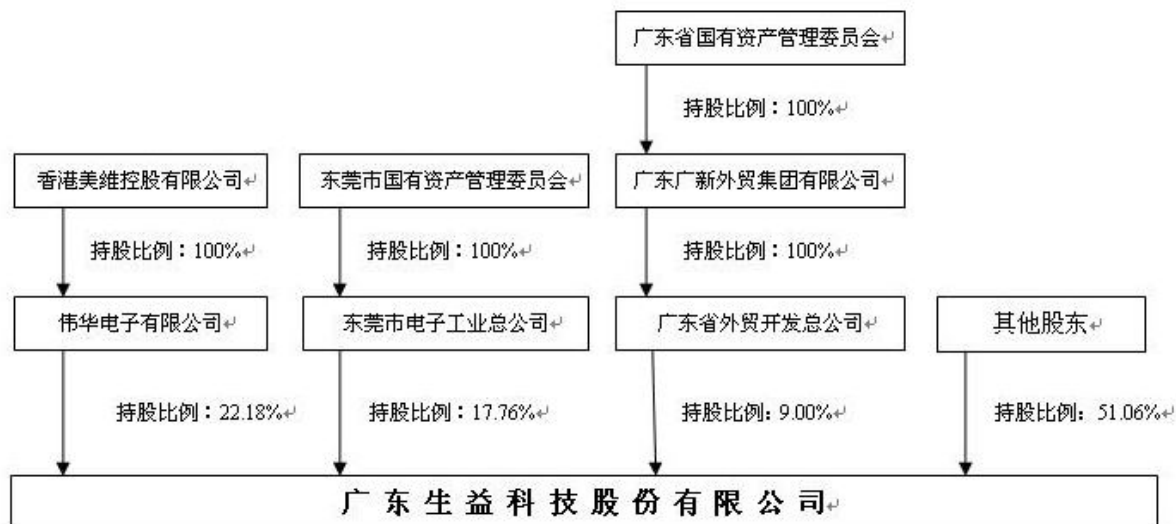 广东省国有资产管理委员会↵
持股比例：100%↵
香港美维控股有限公司↵
东莞市国有资产管理委员会↵
广东广新外贸集团有限公司↵
持股比例：100%↵
持股比例：100%↵
持股比例：100%↵
伟华电子有限公司↵
东莞市电子工业总公司↵
广东省外贸开发总公司↵
其他股东↵
持股比例：22.18%↵
持股比例：17.76%↵
持股比例：9.00%↵
持股比例：51.06%↵
广东生益科技股份有限公司↵